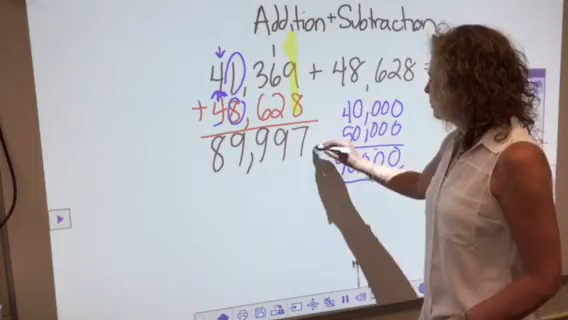 Addition+Subtraction
1
41,369 + 48,628 =
+ 48,628
89,997
40,000
50,000